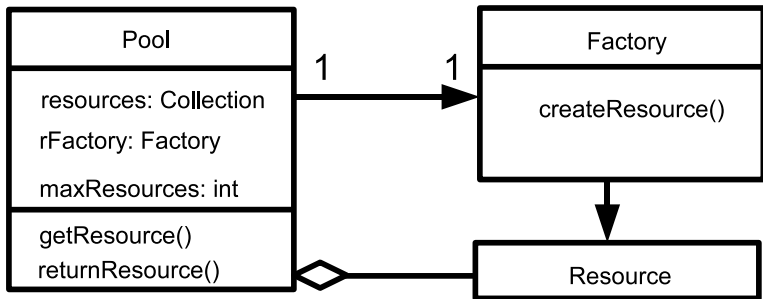 Pool
resources: Collection
rFactory: Factory
maxResources: int
getResource()
returnResource()
1
1
Factory
createResource()
Resource